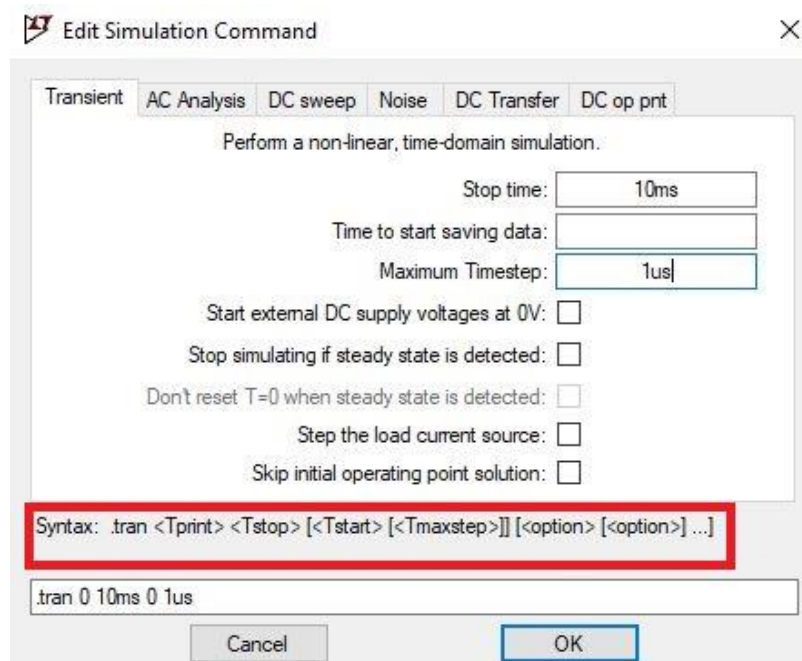 Edit Simulation Command
Transient AC Analysis DC sweep Noise DC Transfer DC op pnt
Perform a non-linear, time-domain simulation.
Stop time: 10ms
Time to start saving data:
Maximum Timestep: 1us
Start external DC supply voltages at 0V:
Stop simulating if steady state is detected:
Don't reset T=0 when steady state is detected:
Step the load current source:
Skip initial operating point solution:
Syntax: .tran <Tprint> <Tstop> [<Tstart> [<Tmaxstep>]] [<option> [<option>] ...]
.tran 0 10ms 0 1us
Cancel OK